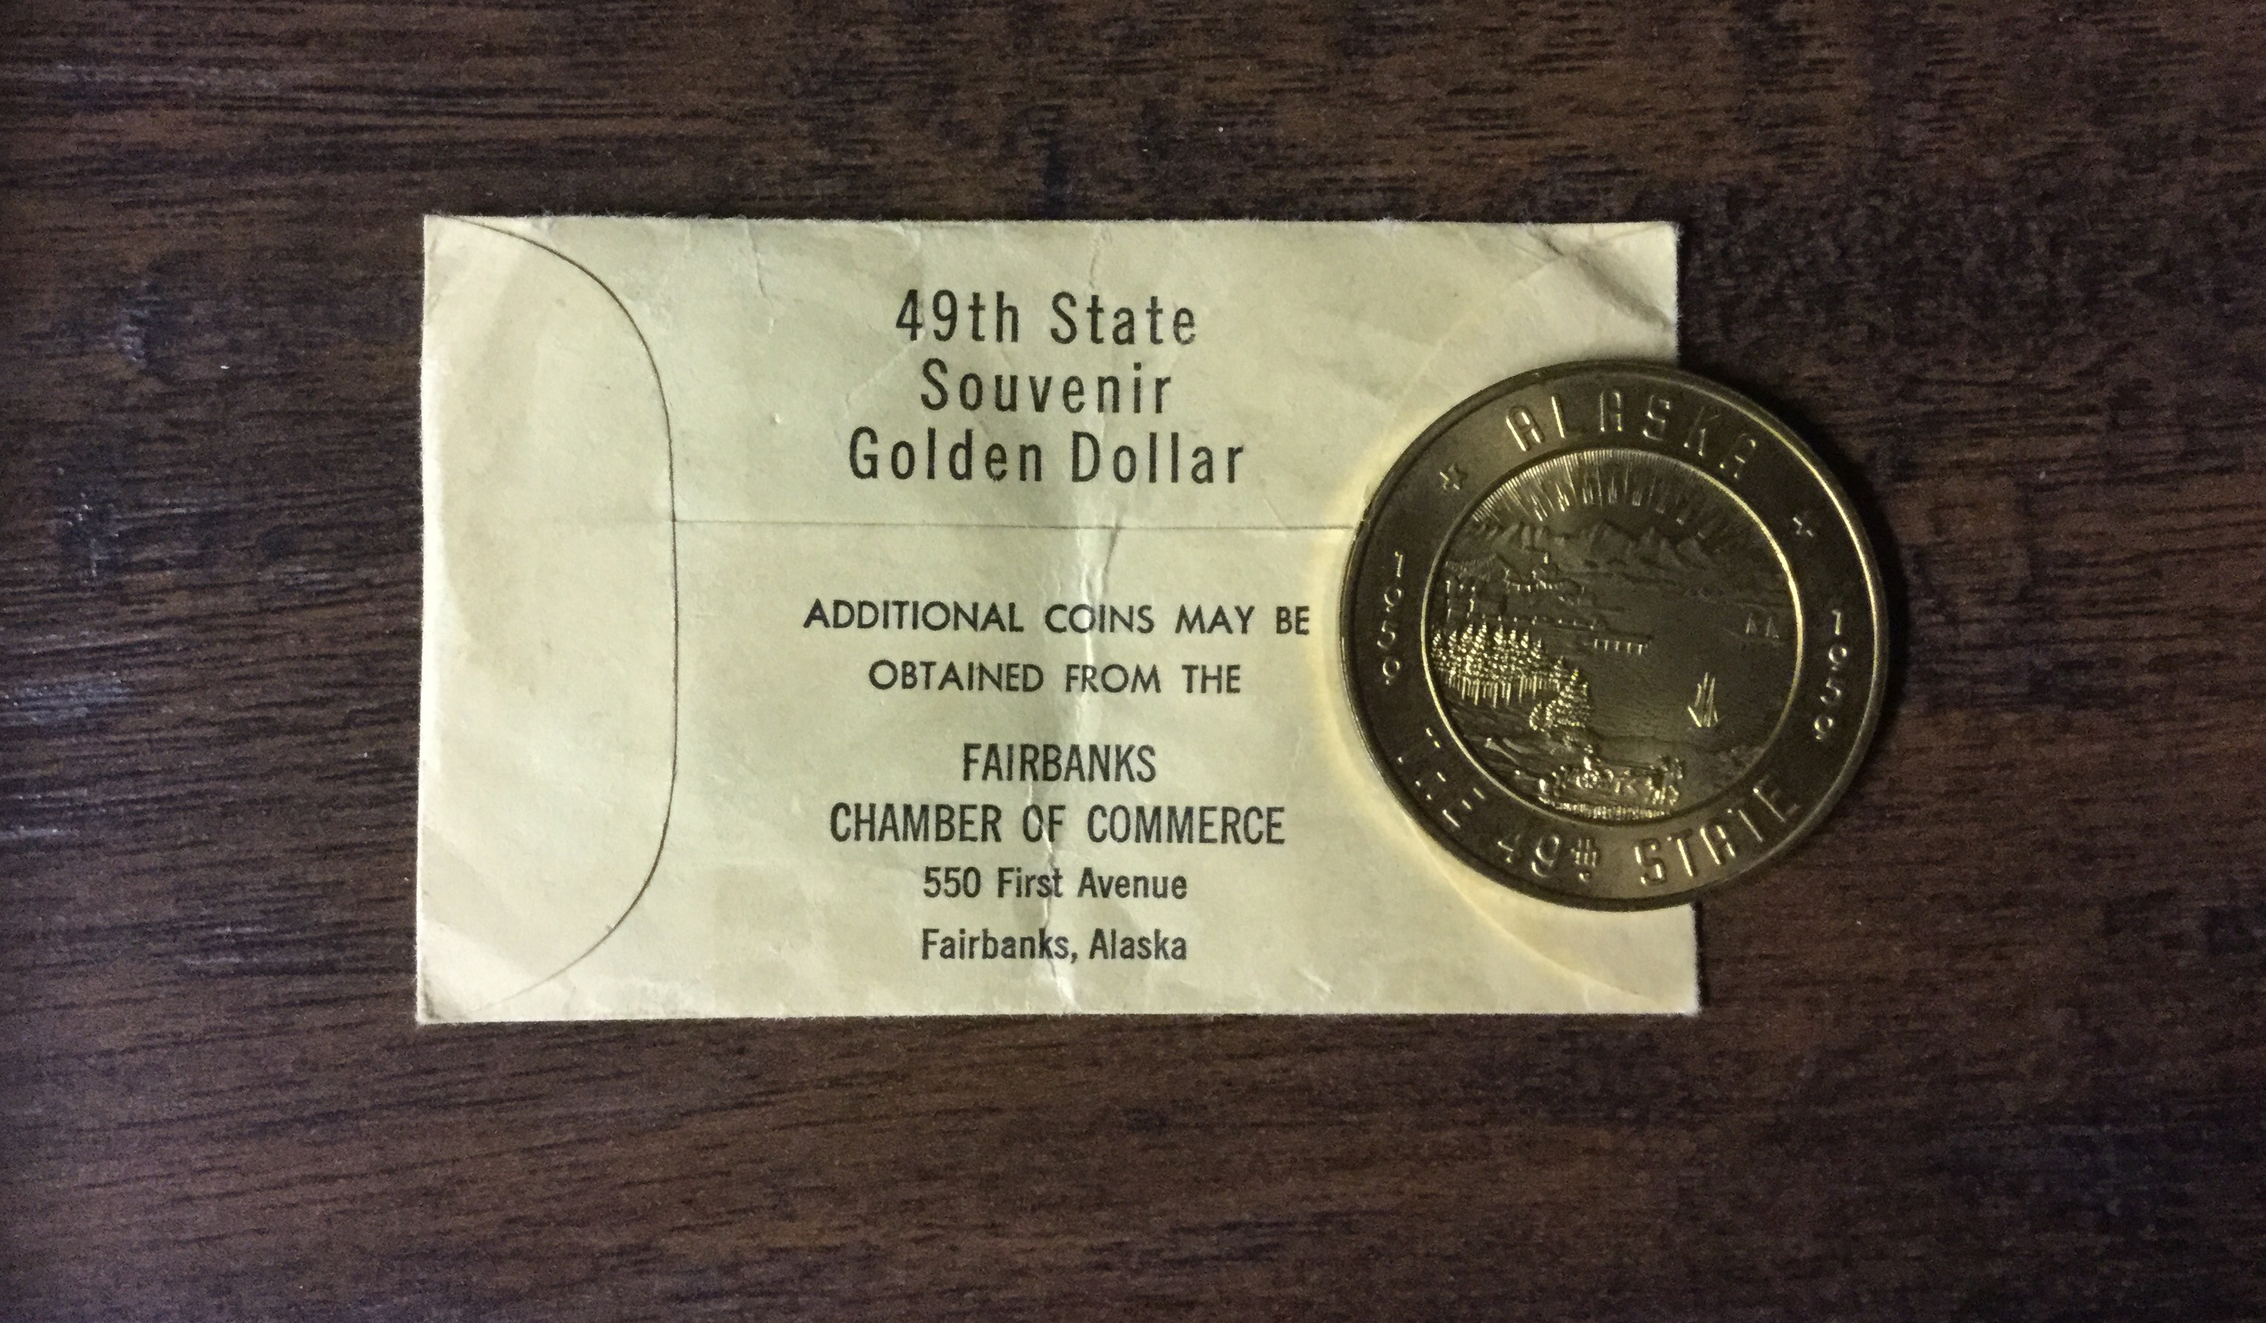 49th State
Souvenir
Golden Dollar
ADDITIONAL COINS MAY BE
OBTAINED FROM THE
FAIRBANKS
CHAMBER OF COMMERCE
550 First Avenue
Fairbanks, Alaska
ALASKA
1959
1959
THE 49th STATE